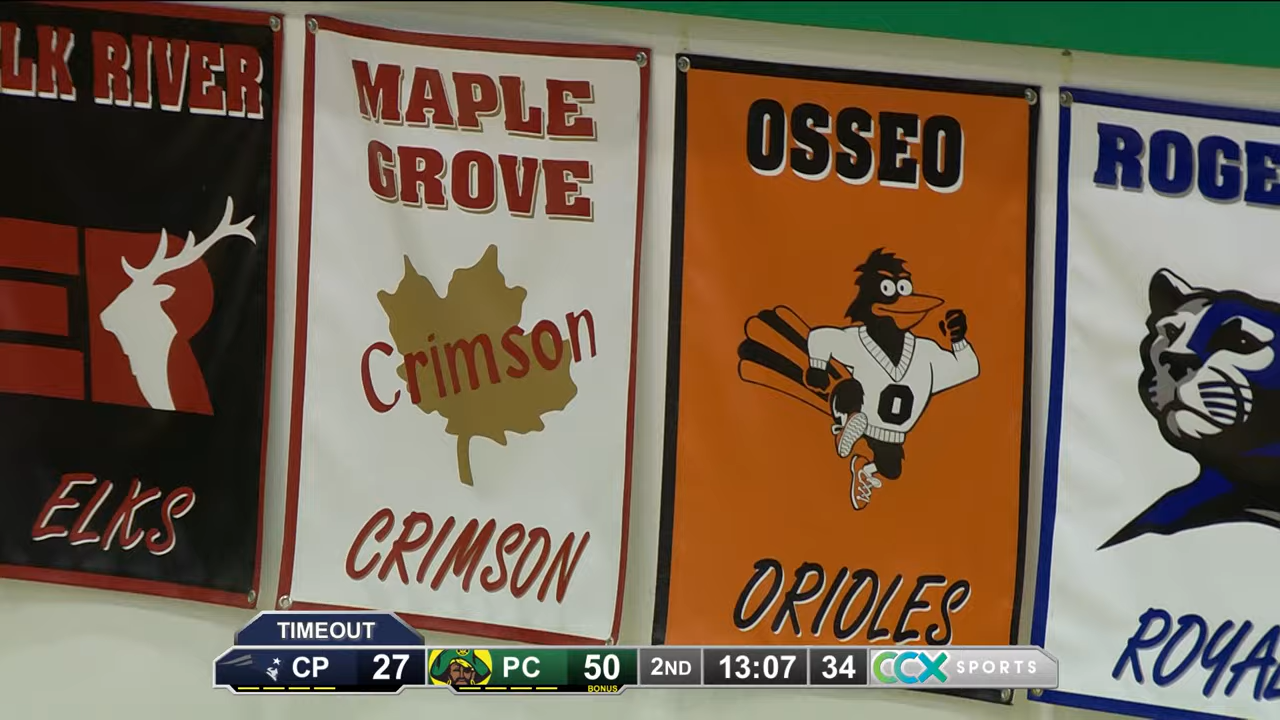 LK RIVER
ELKS
MAPLE
GROVE
Crimson
CRIMSON
OSSEO
O
ORIOLES
ROGE
ROYA
TIMEOUT
CP 27 PC 50 BONUS 2ND 13:07 34 CCX SPORTS